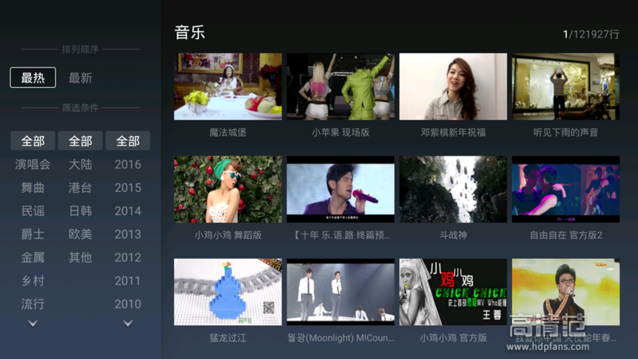 音乐
1/121927行
排列顺序
最热 最新
筛选条件
全部 全部 全部
演唱会 大陆 2016
舞曲 港台 2015
民谣 日韩 2014
爵士 欧美 2013
金属 其他 2012
乡村 2011
流行 2010
魔法城堡
小苹果 现场版
邓紫棋新年祝福
听见下雨的声音
小鸡小鸡 舞蹈版
【十年 乐.语.路 终篇预...
斗战神
自由自在 官方版2
小
鸡 小鸡
CHICK CHICK
王蓉
猛龙过江
월광(Moonlight) M!Coun...
小鸡小鸡 官方版
高清范
www.hdpfans.com